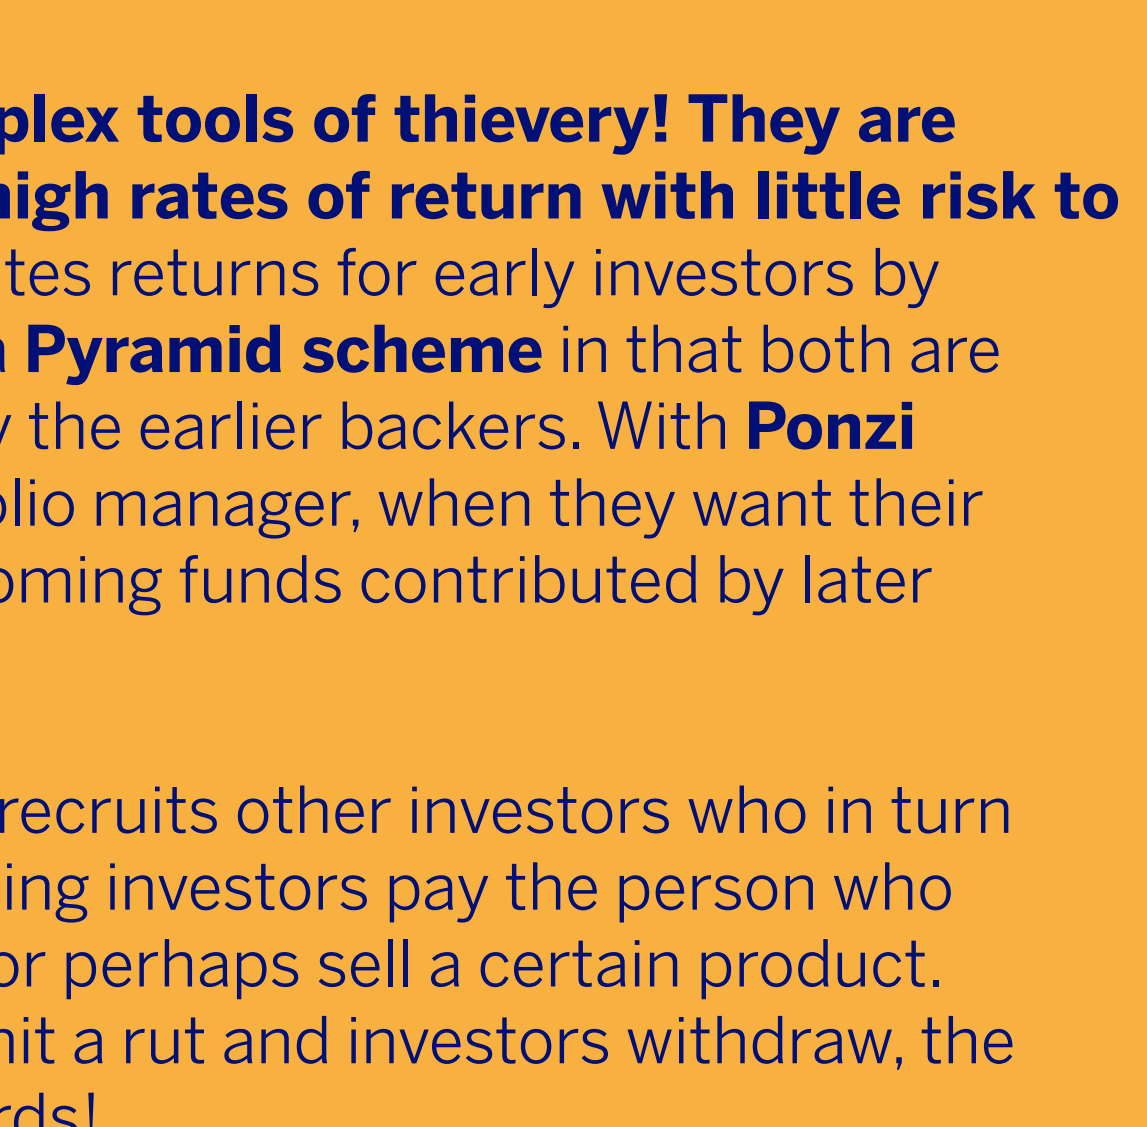 plex tools of thievery! They are
high rates of return with little risk to
tes returns for early investors by
Pyramid scheme in that both are
y the earlier backers. With Ponzi
olio manager, when they want their
oming funds contributed by later
recruits other investors who in turn
ing investors pay the person who
or perhaps sell a certain product.
hit a rut and investors withdraw, the
rds!